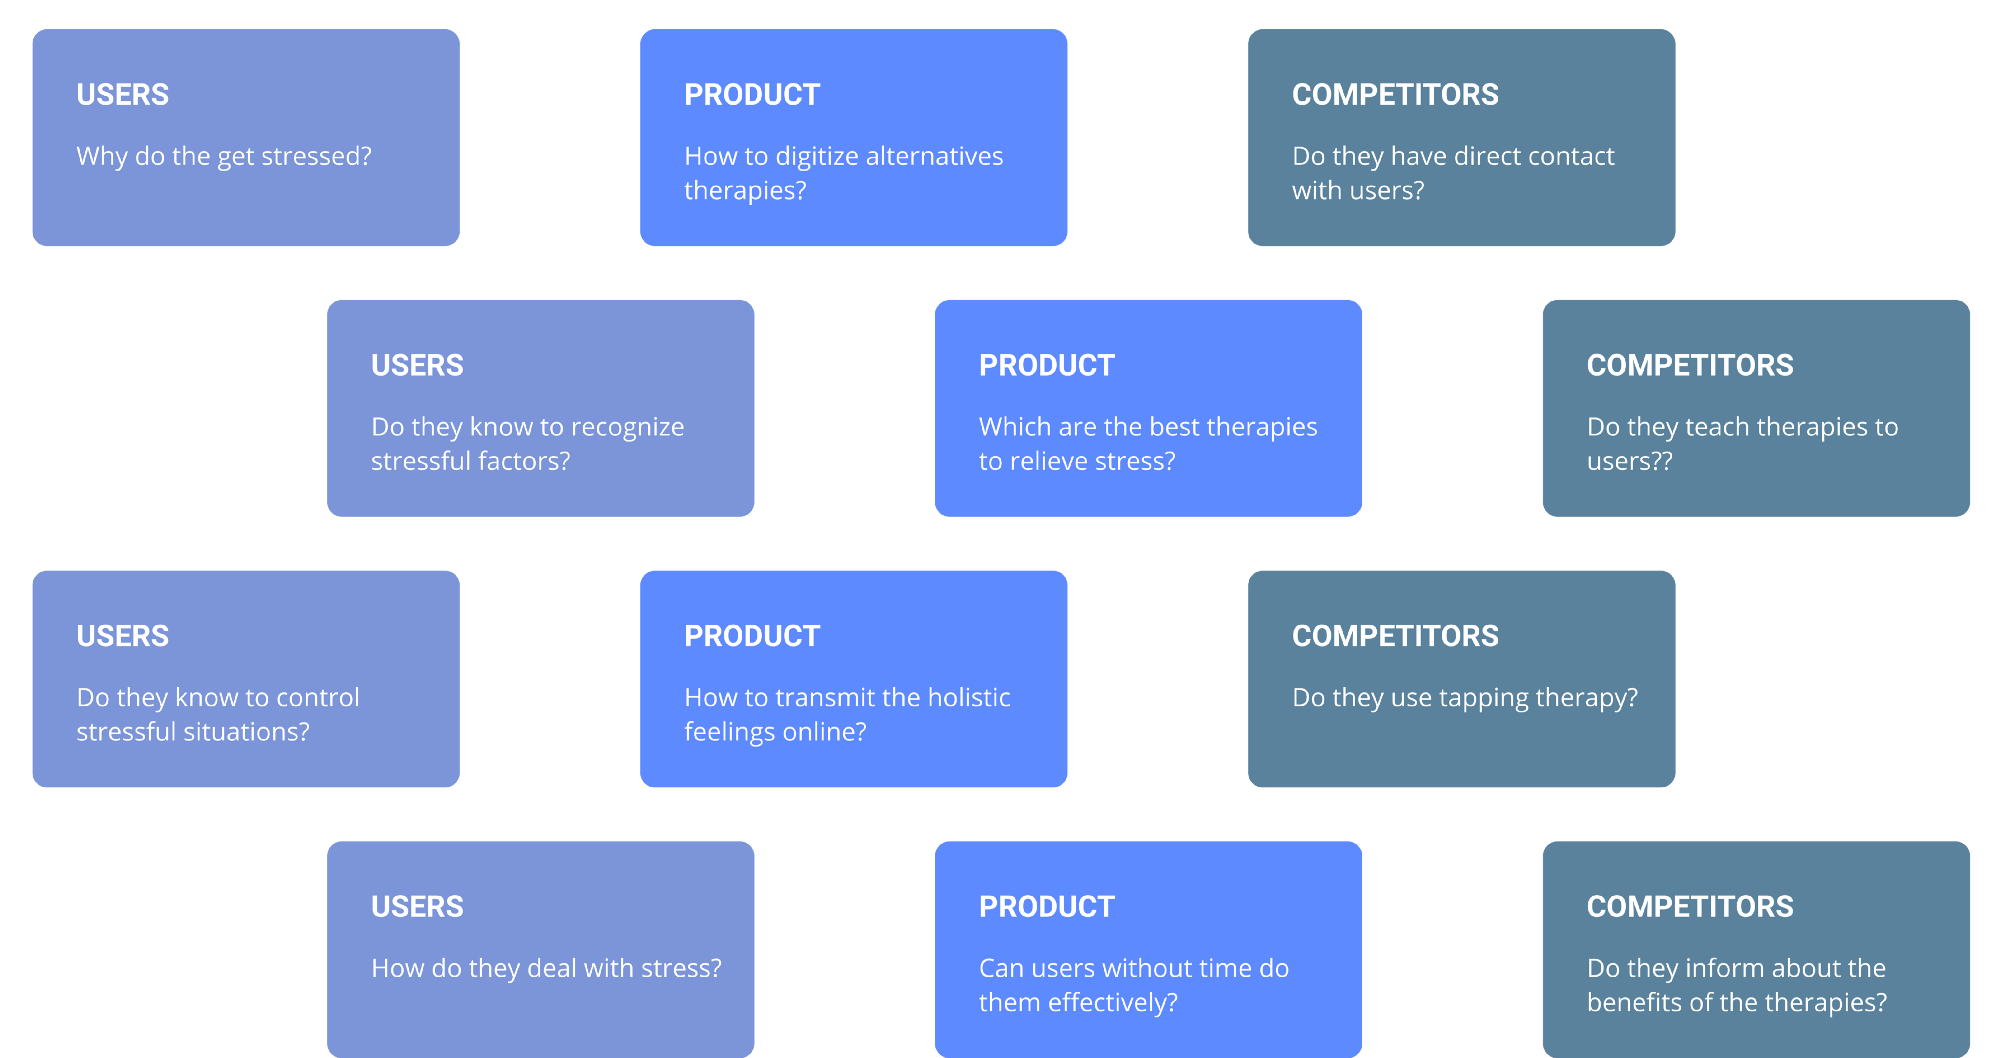 USERS
Why do the get stressed?
PRODUCT
How to digitize alternatives
therapies?
COMPETITORS
Do they have direct contact
with users?
USERS
Do they know to recognize
stressful factors?
PRODUCT
Which are the best therapies
to relieve stress?
COMPETITORS
Do they teach therapies to
users??
USERS
Do they know to control
stressful situations?
PRODUCT
How to transmit the holistic
feelings online?
COMPETITORS
Do they use tapping therapy?
USERS
How do they deal with stress?
PRODUCT
Can users without time do
them effectively?
COMPETITORS
Do they inform about the
benefits of the therapies?